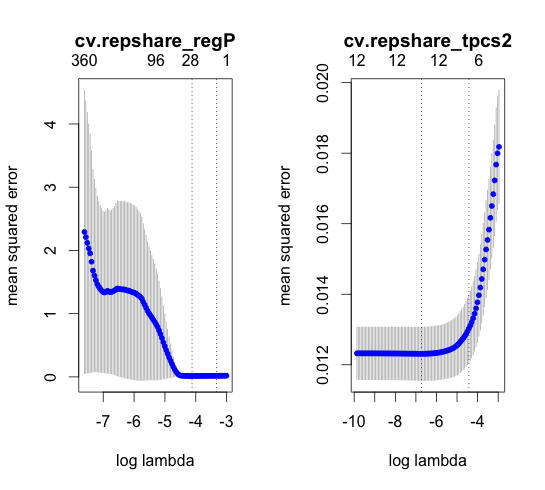 cv.repshare_regP
360 96 28 1
mean squared error
4
3
2
1
0
-7 -6 -5 -4 -3
log lambda
cv.repshare_tpcs2
12 12 12 6
mean squared error
0.020
0.018
0.016
0.014
0.012
-10 -8 -6 -4
log lambda